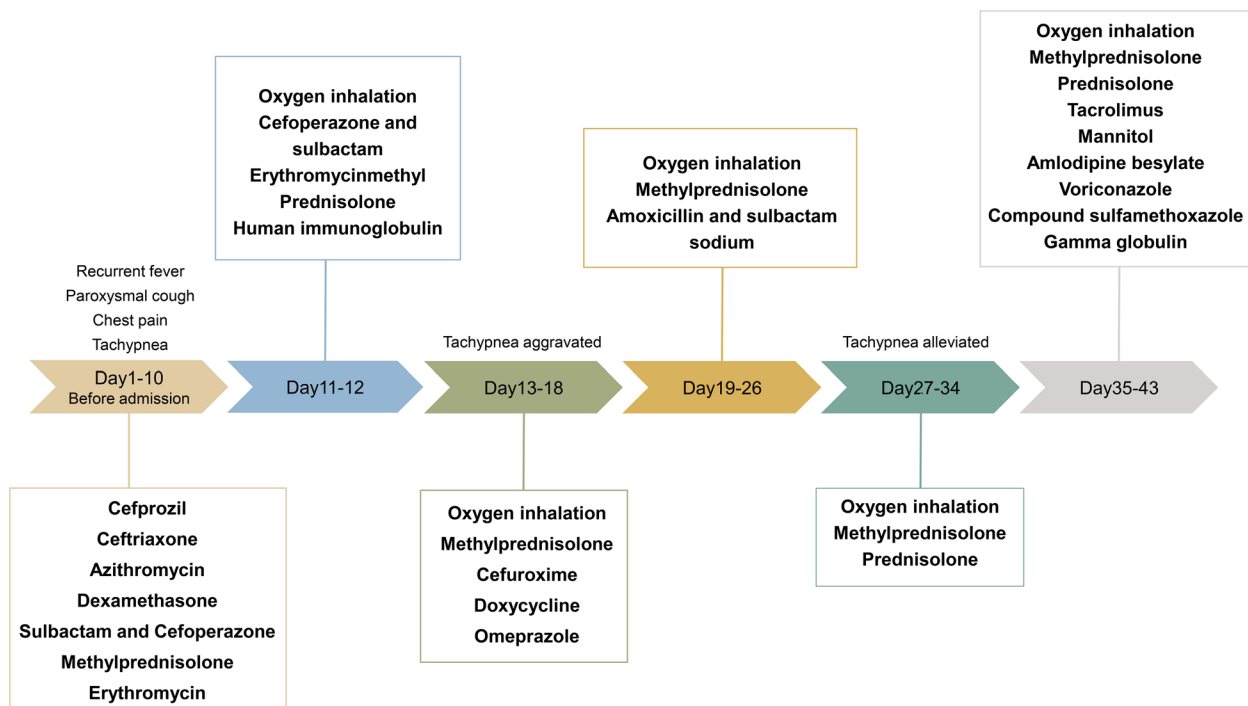 Recurrent fever
Paroxysmal cough
Chest pain
Tachypnea
Day1-10
Before admission
Cefprozil
Ceftriaxone
Azithromycin
Dexamethasone
Sulbactam and Cefoperazone
Methylprednisolone
Erythromycin
Oxygen inhalation
Cefoperazone and
sulbactam
Erythromycinmethyl
Prednisolone
Human immunoglobulin
Day11-12
Tachypnea aggravated
Day13-18
Oxygen inhalation
Methylprednisolone
Cefuroxime
Doxycycline
Omeprazole
Oxygen inhalation
Methylprednisolone
Amoxicillin and sulbactam
sodium
Day19-26
Tachypnea alleviated
Day27-34
Oxygen inhalation
Methylprednisolone
Prednisolone
Oxygen inhalation
Methylprednisolone
Prednisolone
Tacrolimus
Mannitol
Amlodipine besylate
Voriconazole
Compound sulfamethoxazole
Gamma globulin
Day35-43